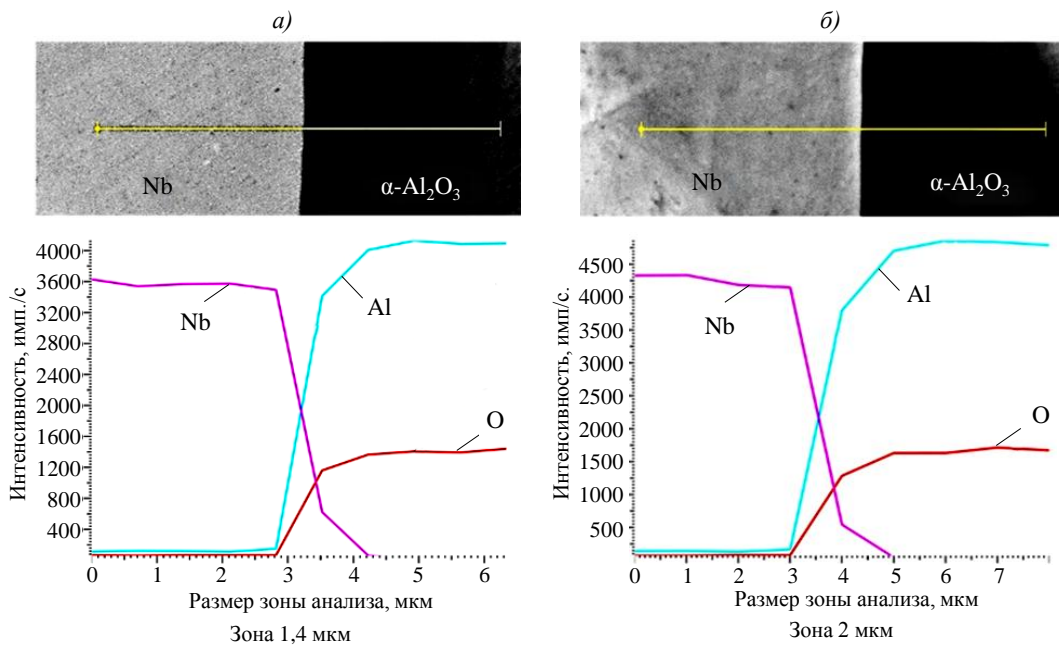 а)
Nb
α-Al₂O₃
4000
3600
3200
2800
2400
2000
1600
1200
800
400
Интенсивность, имп./с
Nb
Al
O
0 1 2 3 4 5 6
Размер зоны анализа, мкм
Зона 1,4 мкм
б)
Nb
α-Al₂O₃
4500
4250
4000
3750
3500
2500
1750
1500
1000
500
Интенсивность, имп/с.
Nb
Al
O
0 1 2 3 4 5 6 7
Размер зоны анализа, мкм
Зона 2 мкм